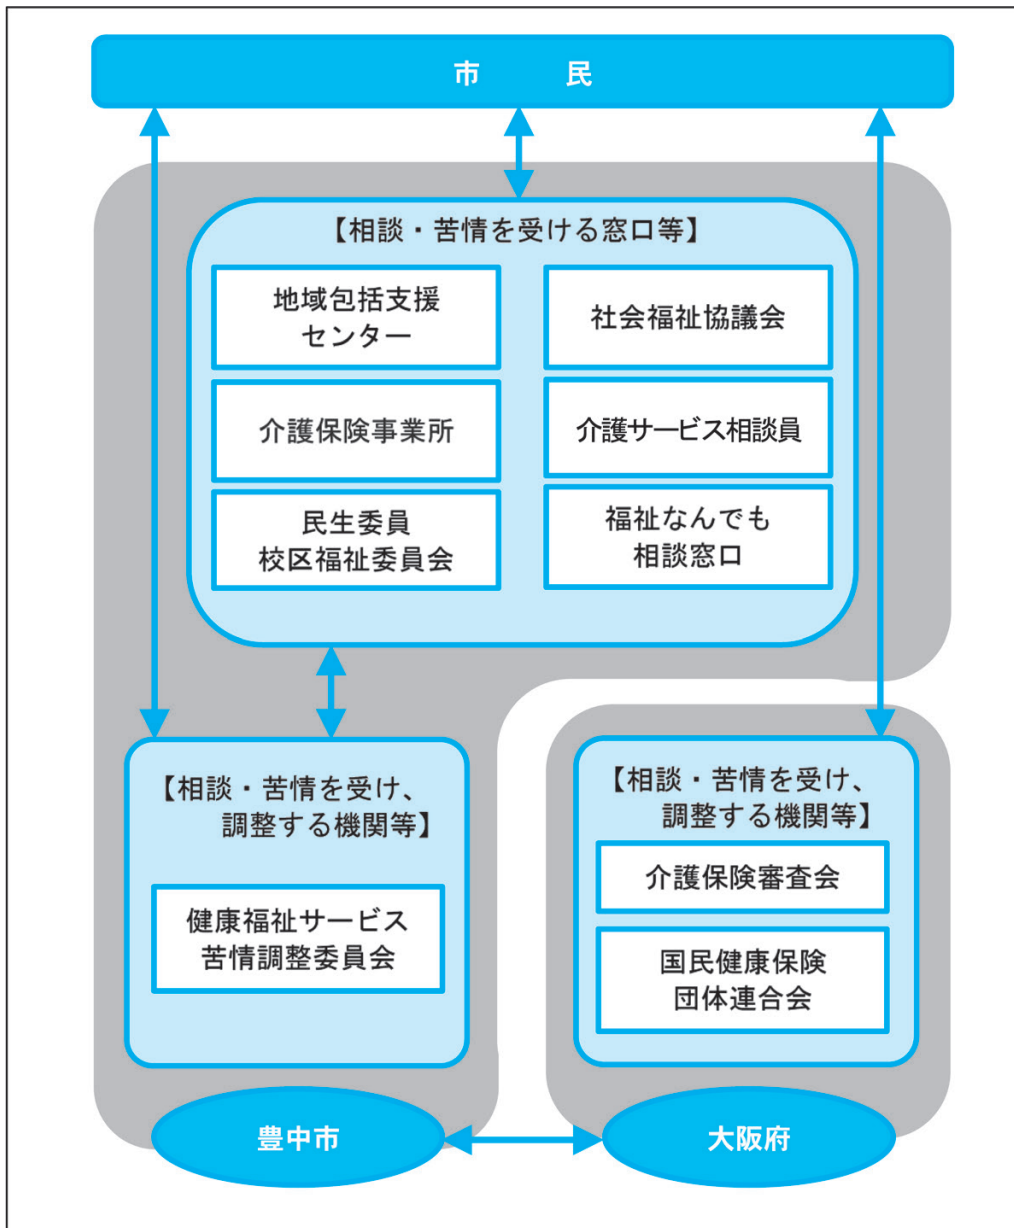 市　民
【相談・苦情を受ける窓口等】
地域包括支援
センター
社会福祉協議会
介護保険事業所
介護サービス相談員
民生委員
校区福祉委員会
福祉なんでも
相談窓口
【相談・苦情を受け、
調整する機関等】
健康福祉サービス
苦情調整委員会
【相談・苦情を受け、
調整する機関等】
介護保険審査会
国民健康保険
団体連合会
豊中市
大阪府